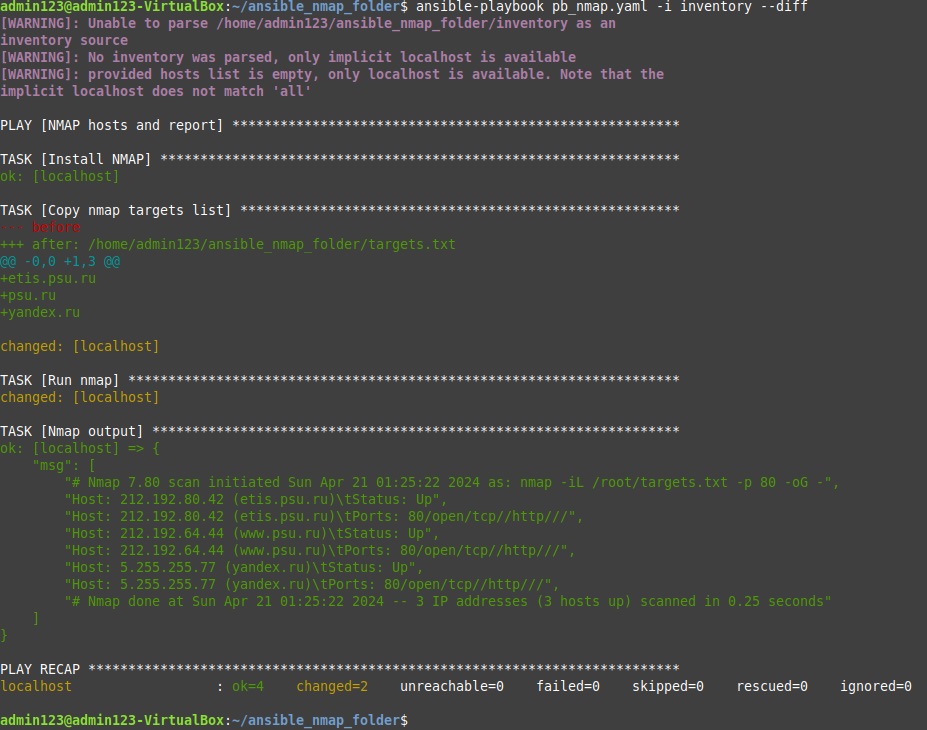 admin123@admin123-VirtualBox:~/ansible_nmap_folder$ ansible-playbook pb_nmap.yaml -i inventory --diff
[WARNING]: Unable to parse /home/admin123/ansible_nmap_folder/inventory as an
inventory source
[WARNING]: No inventory was parsed, only implicit localhost is available
[WARNING]: provided hosts list is empty, only localhost is available. Note that the
implicit localhost does not match 'all'
PLAY [NMAP hosts and report] ********************************************************
TASK [Install NMAP] *****************************************************************
ok: [localhost]
TASK [Copy nmap targets list] *******************************************************
--- before
+++ after: /home/admin123/ansible_nmap_folder/targets.txt
@@ -0,0 +1,3 @@
+etis.psu.ru
+psu.ru
+yandex.ru
changed: [localhost]
TASK [Run nmap] *********************************************************************
changed: [localhost]
TASK [Nmap output] ******************************************************************
ok: [localhost] => {
    "msg": [
        "# Nmap 7.80 scan initiated Sun Apr 21 01:25:22 2024 as: nmap -iL /root/targets.txt -p 80 -oG -",
        "Host: 212.192.80.42 (etis.psu.ru)\tStatus: Up",
        "Host: 212.192.80.42 (etis.psu.ru)\tPorts: 80/open/tcp//http///",
        "Host: 212.192.64.44 (www.psu.ru)\tStatus: Up",
        "Host: 212.192.64.44 (www.psu.ru)\tPorts: 80/open/tcp//http///",
        "Host: 5.255.255.77 (yandex.ru)\tStatus: Up",
        "Host: 5.255.255.77 (yandex.ru)\tPorts: 80/open/tcp//http///",
        "# Nmap done at Sun Apr 21 01:25:22 2024 -- 3 IP addresses (3 hosts up) scanned in 0.25 seconds"
    ]
}
PLAY RECAP **************************************************************************
localhost                  : ok=4    changed=2    unreachable=0    failed=0    skipped=0    rescued=0    ignored=0
admin123@admin123-VirtualBox:~/ansible_nmap_folder$